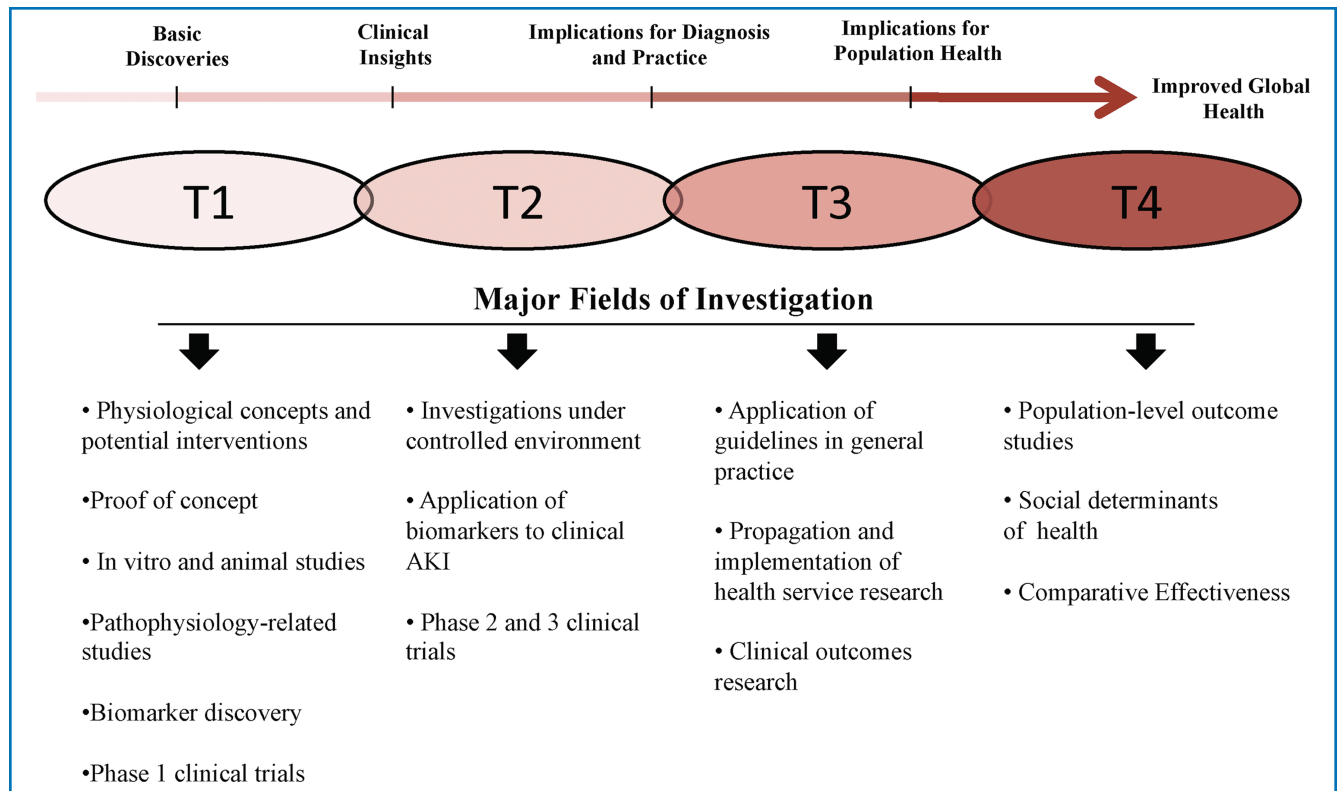 Basic
Discoveries
Clinical
Insights
Implications for Diagnosis
and Practice
Implications for
Population Health
Improved Global
Health
T1
T2
T3
T4
Major Fields of Investigation
• Physiological concepts and
potential interventions
•Proof of concept
• In vitro and animal studies
•Pathophysiology-related
studies
•Biomarker discovery
•Phase 1 clinical trials
• Investigations under
controlled environment
• Application of
biomarkers to clinical
AKI
• Phase 2 and 3 clinical
trials
• Application of
guidelines in general
practice
• Propagation and
implementation of
health service research
• Clinical outcomes
research
• Population-level outcome
studies
• Social determinants
of health
• Comparative Effectiveness